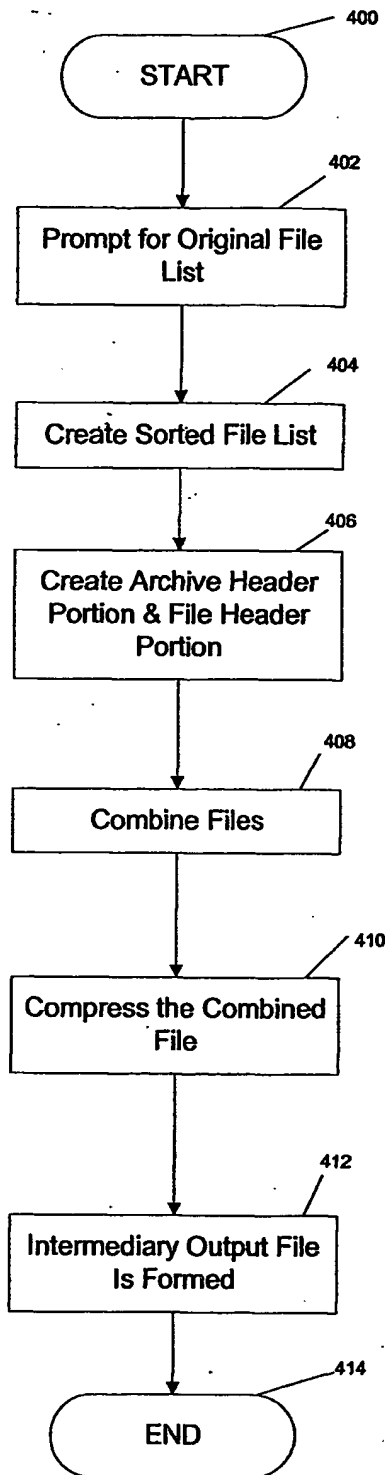 400
START
402
Prompt for Original File
List
404
Create Sorted File List
406
Create Archive Header
Portion & File Header
Portion
408
Combine Files
410
Compress the Combined
File
412
Intermediary Output File
Is Formed
414
END